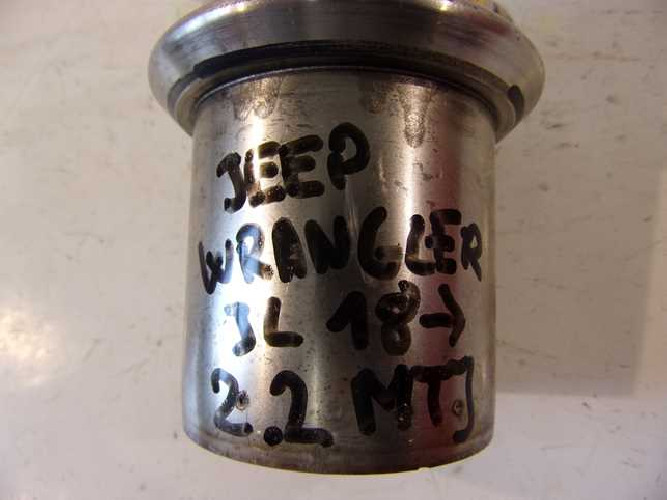 JEEP
WRANGLER
JL 18→
2.2 MTJ